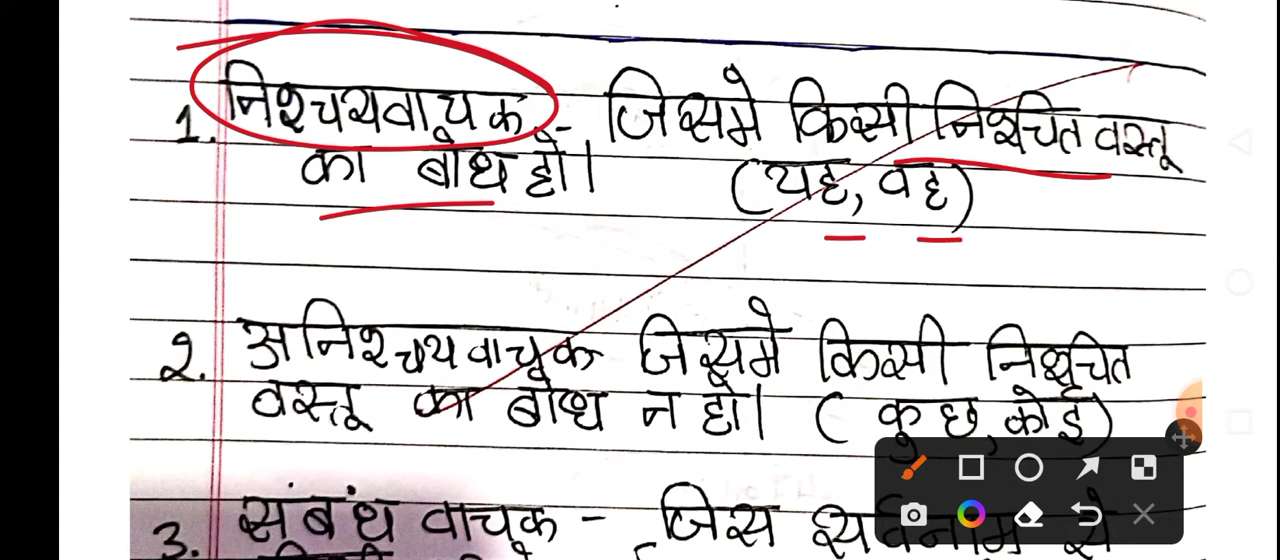 1. निश्चयवाचक - जिसमे किसी निश्चित वस्तू
का बोध हो। (यह, वह)
2. अनिश्चयवाचक जिसमे किसी निश्चित
वस्तू का बोध न हो। ( कुछ, कोई)
3. संबंध वाचक - जिस सर्वनाम से